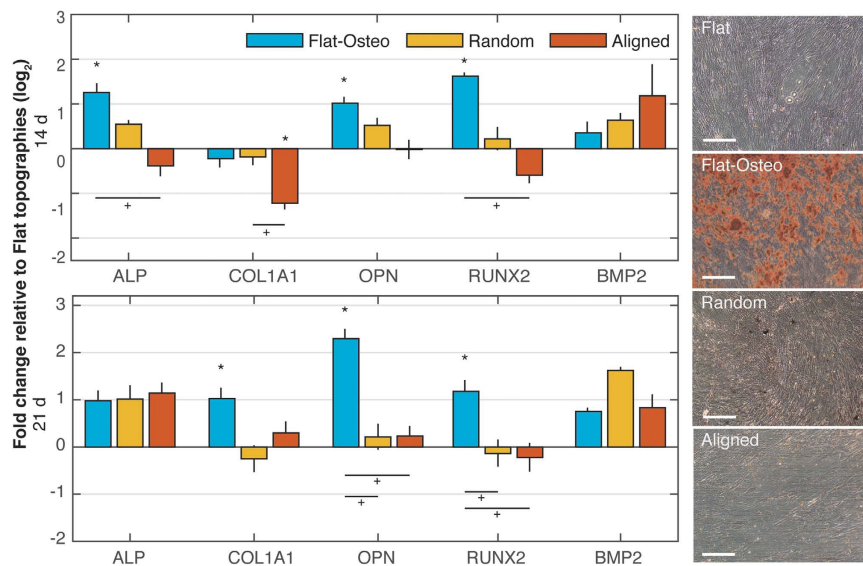 Fold change relative to Flat topographies (log2)
14 d
21 d
3
2
1
0
-1
-2
Flat-Osteo Random Aligned
* * * *
+ + +
ALP COL1A1 OPN RUNX2 BMP2
3
2
1
0
-1
-2
* * *
+ +
+ +
ALP COL1A1 OPN RUNX2 BMP2
Flat
Flat-Osteo
Random
Aligned